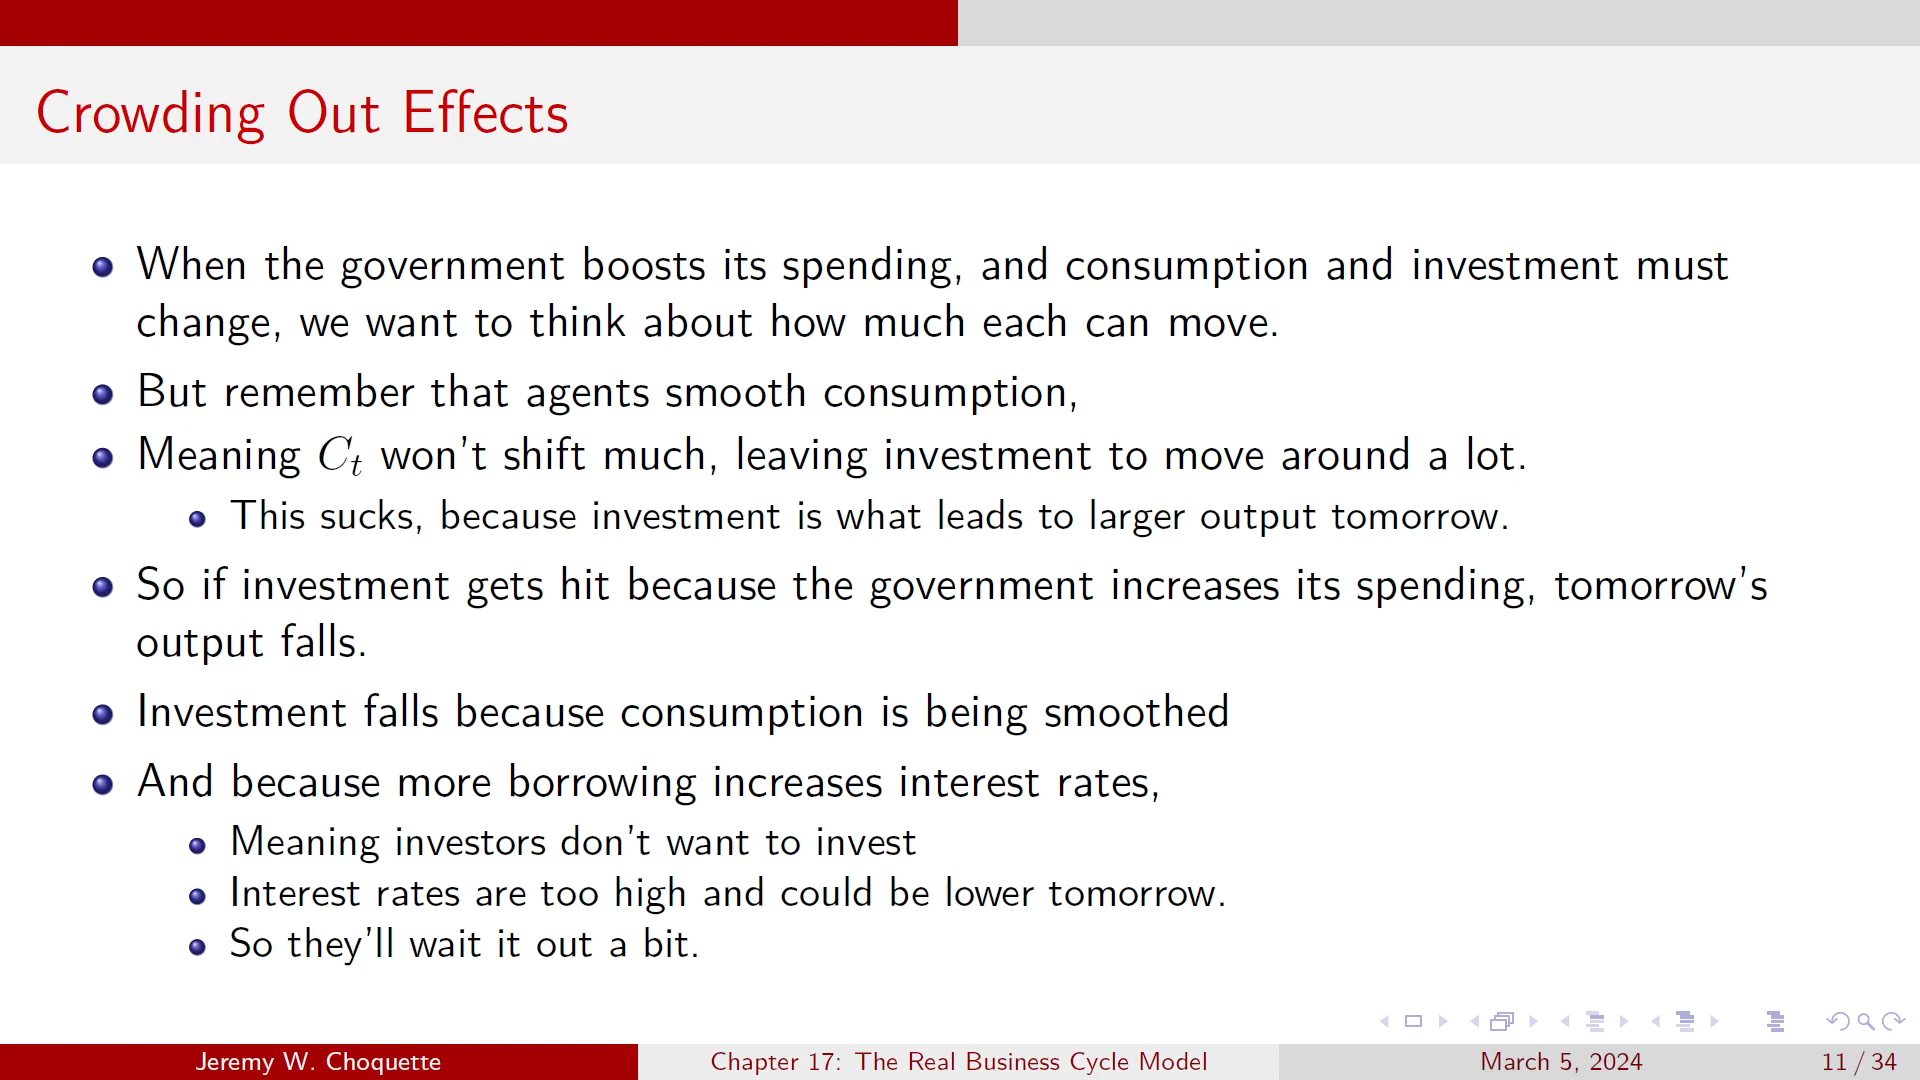 Crowding Out Effects
When the government boosts its spending, and consumption and investment must
change, we want to think about how much each can move.
But remember that agents smooth consumption,
Meaning C_t won't shift much, leaving investment to move around a lot.
This sucks, because investment is what leads to larger output tomorrow.
So if investment gets hit because the government increases its spending, tomorrow's
output falls.
Investment falls because consumption is being smoothed
And because more borrowing increases interest rates,
Meaning investors don't want to invest
Interest rates are too high and could be lower tomorrow.
So they'll wait it out a bit.
Jeremy W. Choquette Chapter 17: The Real Business Cycle Model March 5, 2024 11 / 34